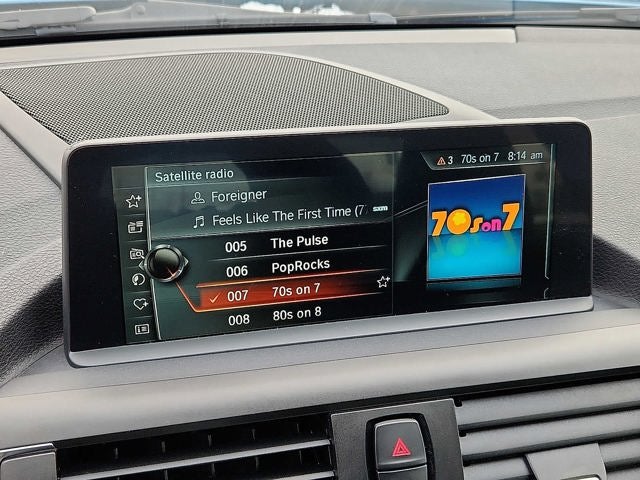 Satellite radio
3 70s on 7 8:14 am
Foreigner
Feels Like The First Time (7 sxm
005 The Pulse
006 PopRocks
007 70s on 7
008 80s on 8
70s on 7